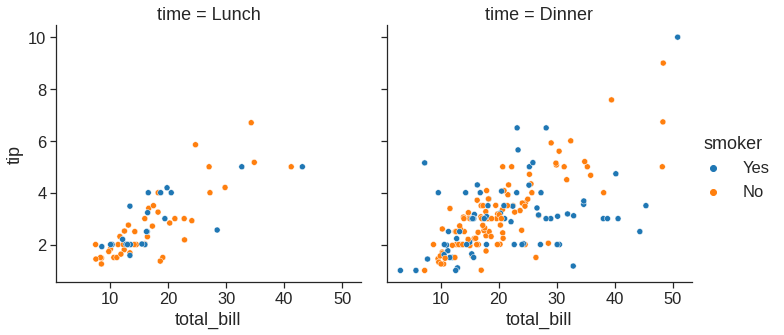 time = Lunch
time = Dinner
10
8
6
4
2
tip
10 20 30 40 50
10 20 30 40 50
total_bill
total_bill
smoker
Yes
No